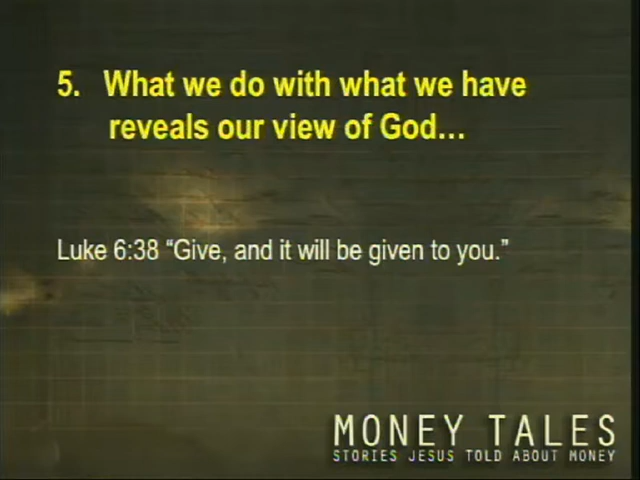 5. What we do with what we have
reveals our view of God...
Luke 6:38 “Give, and it will be given to you.”
MONEY TALES
STORIES JESUS TOLD ABOUT MONEY